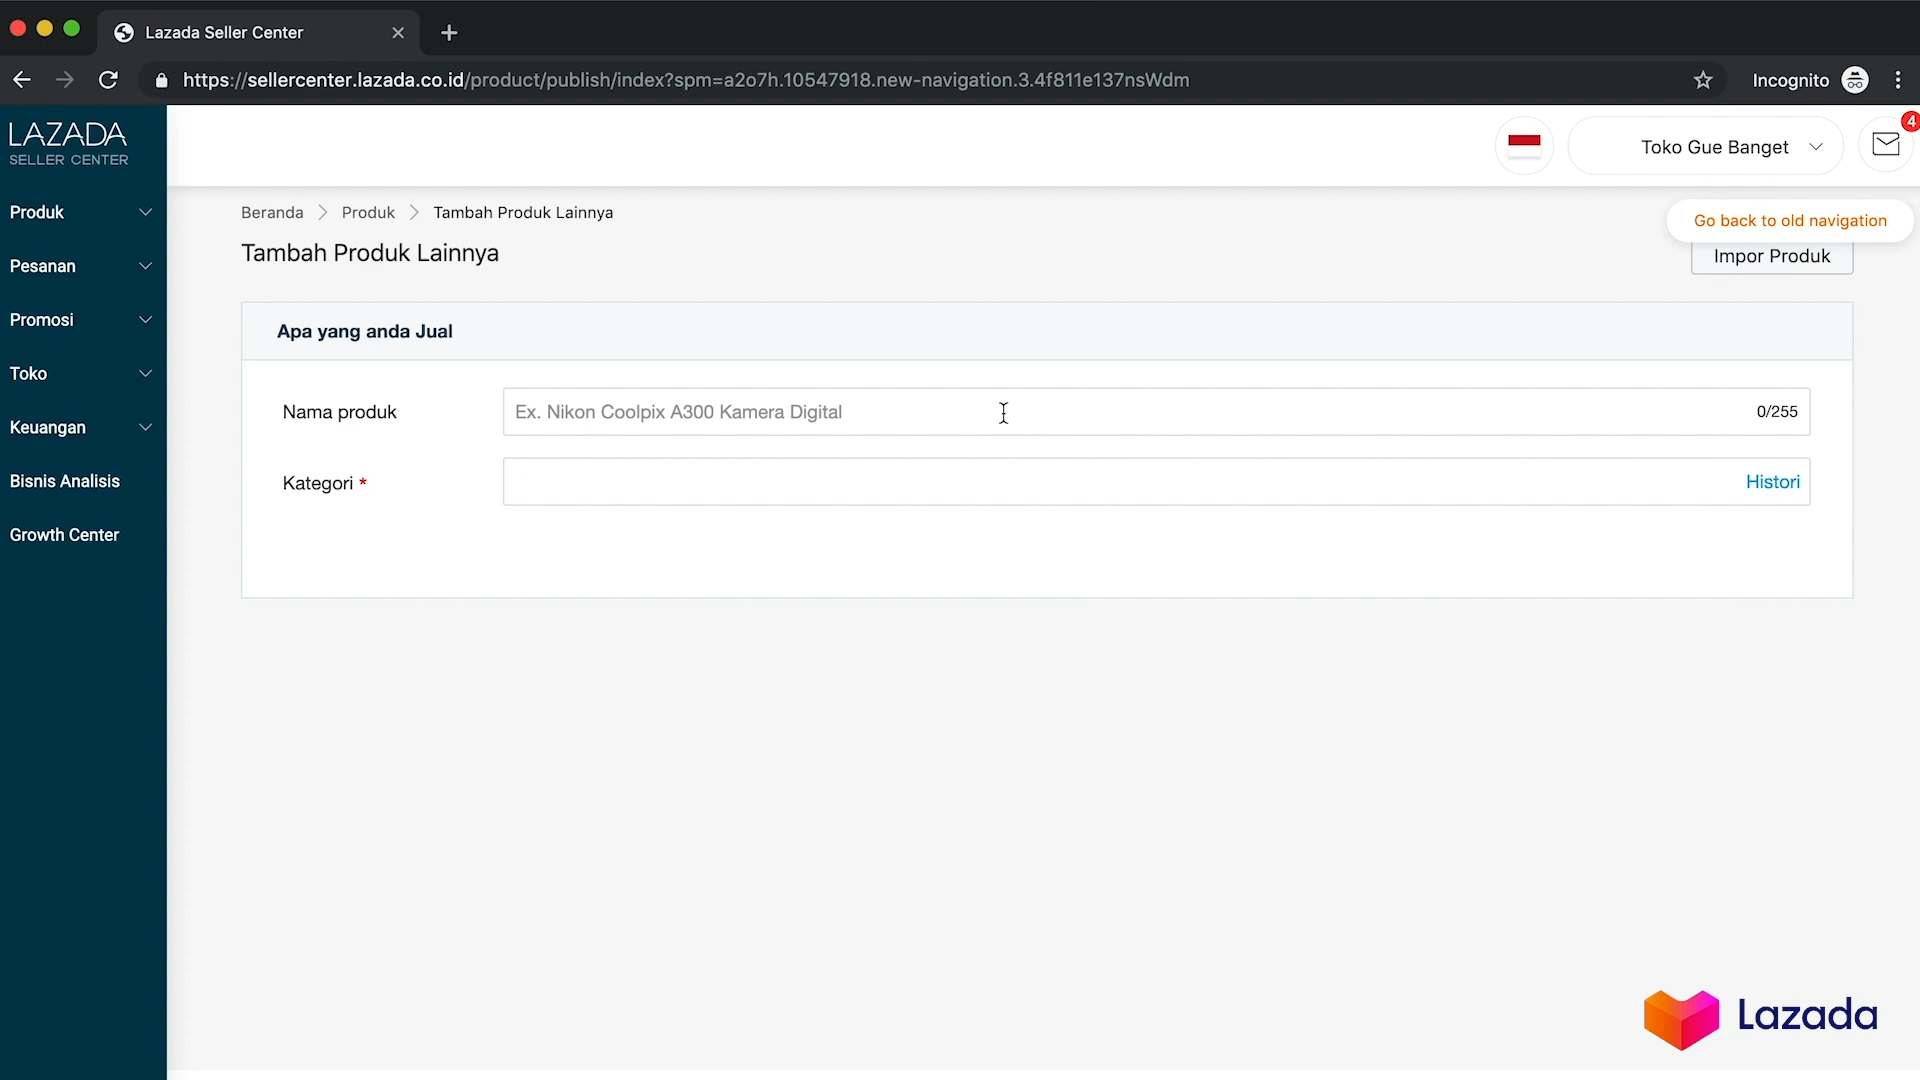 Lazada Seller Center
https://sellercenter.lazada.co.id/product/publish/index?spm=a2o7h.10547918.new-navigation.3.4f811e137nsWdm
Incognito
LAZADA
SELLER CENTER
Toko Gue Banget
4
Produk
Pesanan
Promosi
Toko
Keuangan
Bisnis Analisis
Growth Center
Beranda > Produk > Tambah Produk Lainnya
Go back to old navigation
Tambah Produk Lainnya
Impor Produk
Apa yang anda Jual
Nama produk
Ex. Nikon Coolpix A300 Kamera Digital
0/255
Kategori *
Histori
Lazada